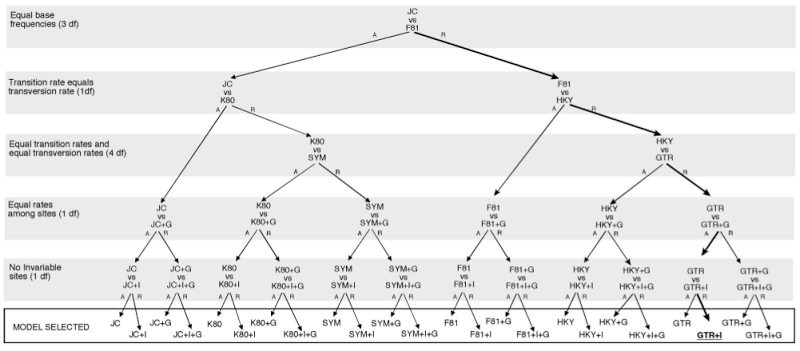 Equal base
frequencies (3 df)
JC
vs
F81
A R
Transition rate equals
transversion rate (1df)
JC
vs
K80
A R
F81
vs
HKY
A R
Equal transition rates and
equal transversion rates (4 df)
K80
vs
SYM
A R
HKY
vs
GTR
A R
Equal rates
among sites (1 df)
JC
vs
JC+G
A R
K80
vs
K80+G
A R
SYM
vs
SYM+G
A R
F81
vs
F81+G
A R
HKY
vs
HKY+G
A R
GTR
vs
GTR+G
A R
No Invariable
sites (1 df)
JC
vs
JC+I
A R
JC+G
vs
JC+I+G
A R
K80
vs
K80+I
A R
K80+G
vs
K80+I+G
A R
SYM
vs
SYM+I
A R
SYM+G
vs
SYM+I+G
A R
F81
vs
F81+I
A R
F81+G
vs
F81+I+G
A R
HKY
vs
HKY+I
A R
HKY+G
vs
HKY+I+G
A R
GTR
vs
GTR+I
A R
GTR+G
vs
GTR+I+G
A R
MODEL SELECTED
JC JC+G K80 K80+G SYM SYM+G F81 F81+G HKY HKY+G GTR GTR+G
JC+I JC+I+G K80+I K80+I+G SYM+I SYM+I+G F81+I F81+I+G HKY+I HKY+I+G GTR+I GTR+I+G